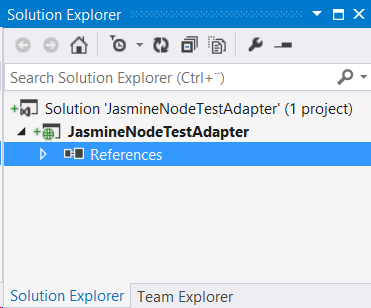 Solution Explorer
Search Solution Explorer (Ctrl+¨)
Solution 'JasmineNodeTestAdapter' (1 project)
JasmineNodeTestAdapter
References
Solution Explorer Team Explorer